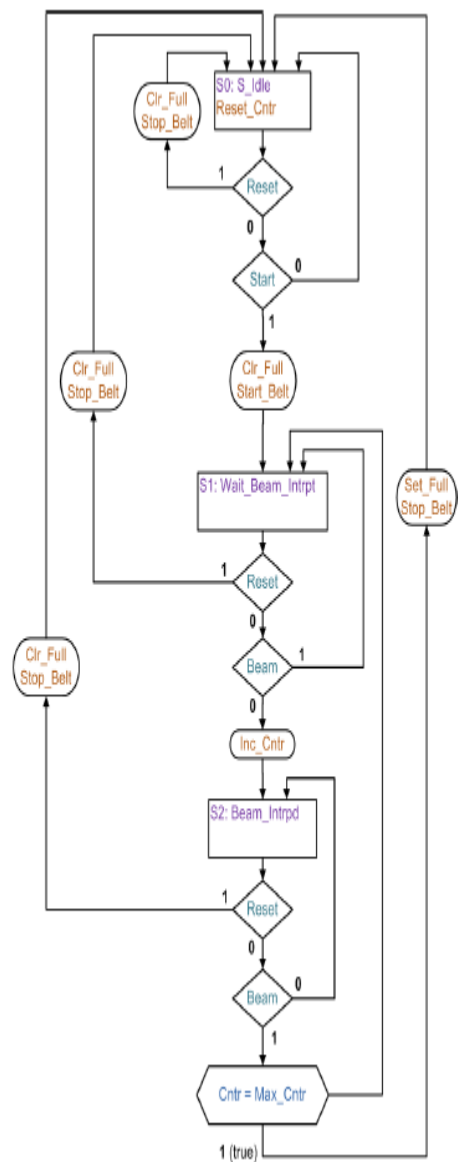 S0: S_Idle
Reset_Cntr
Clr_Full
Stop_Belt
1
Reset
0
Start
0
1
Clr_Full
Start_Belt
Clr_Full
Stop_Belt
S1: Wait_Beam_Intrpt
Set_Full
Stop_Belt
1
Reset
0
Beam
1
0
Clr_Full
Stop_Belt
Inc_Cntr
S2: Beam_Intrpd
1
Reset
0
Beam
0
1
Cntr = Max_Cntr
1 (true)